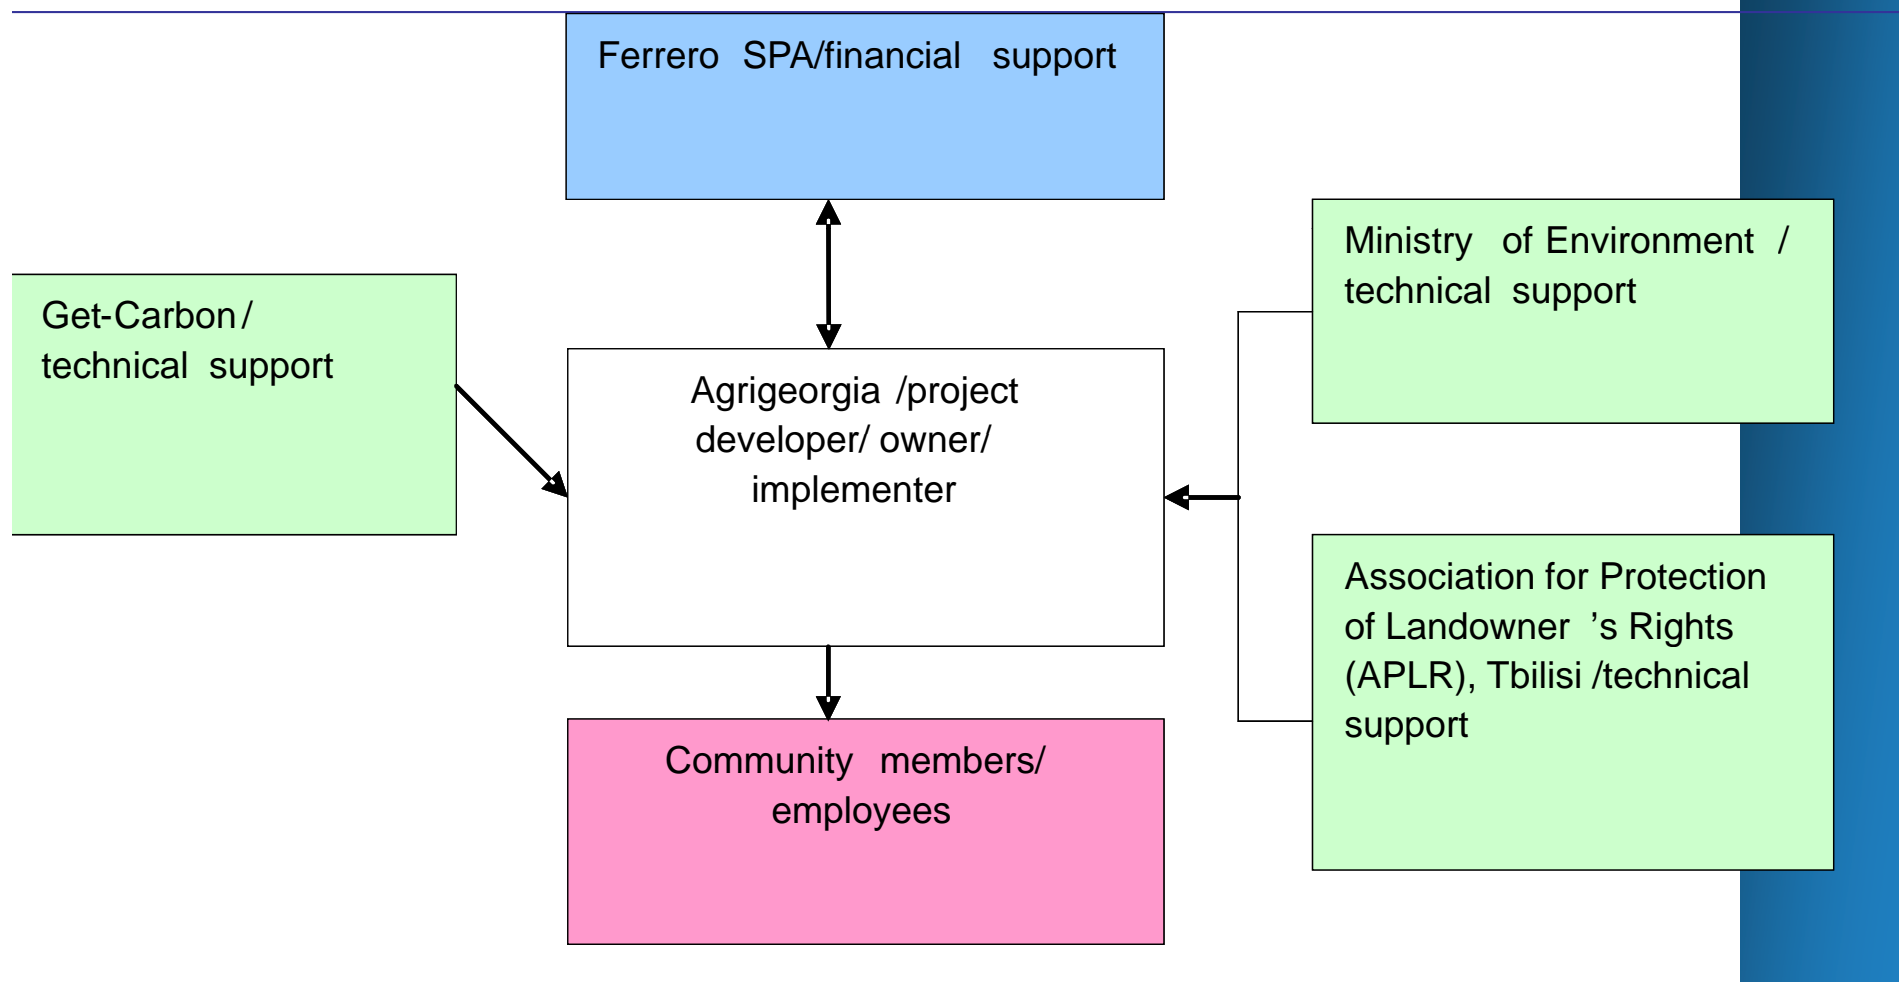 Ferrero SPA/financial support
Get-Carbon/
technical support
Agrigeorgia /project
developer/ owner/
implementer
Ministry of Environment /
technical support
Association for Protection
of Landowner ’s Rights
(APLR), Tbilisi /technical
support
Community members/
employees